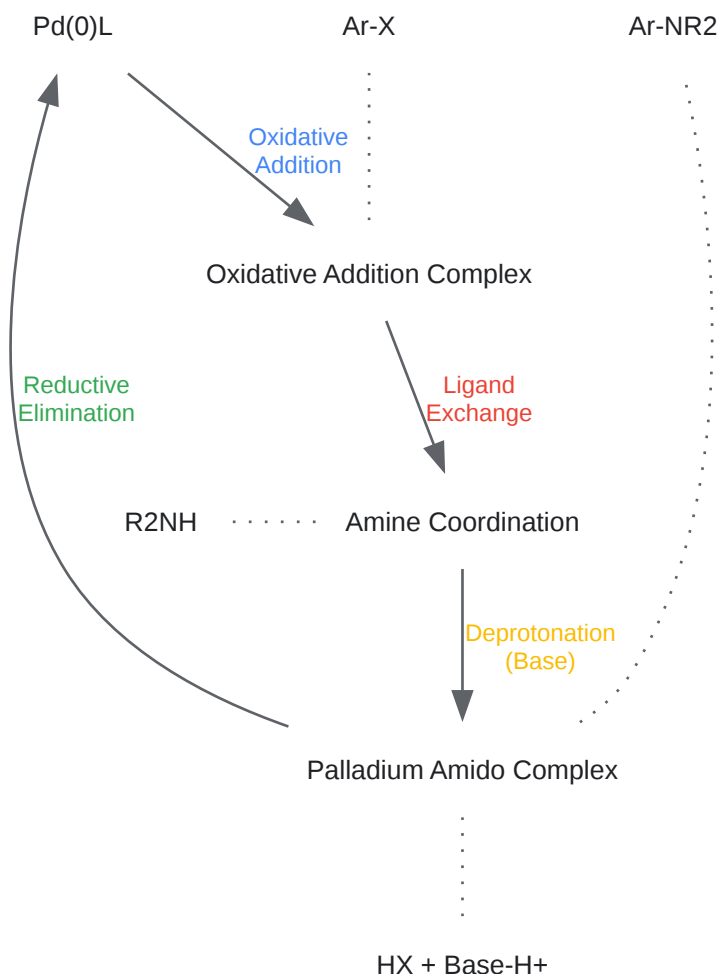 Pd(0)L
Ar-X
Ar-NR2
Oxidative
Addition
Oxidative Addition Complex
Reductive
Elimination
Ligand
Exchange
R2NH
Amine Coordination
Deprotonation
(Base)
Palladium Amido Complex
HX + Base-H+